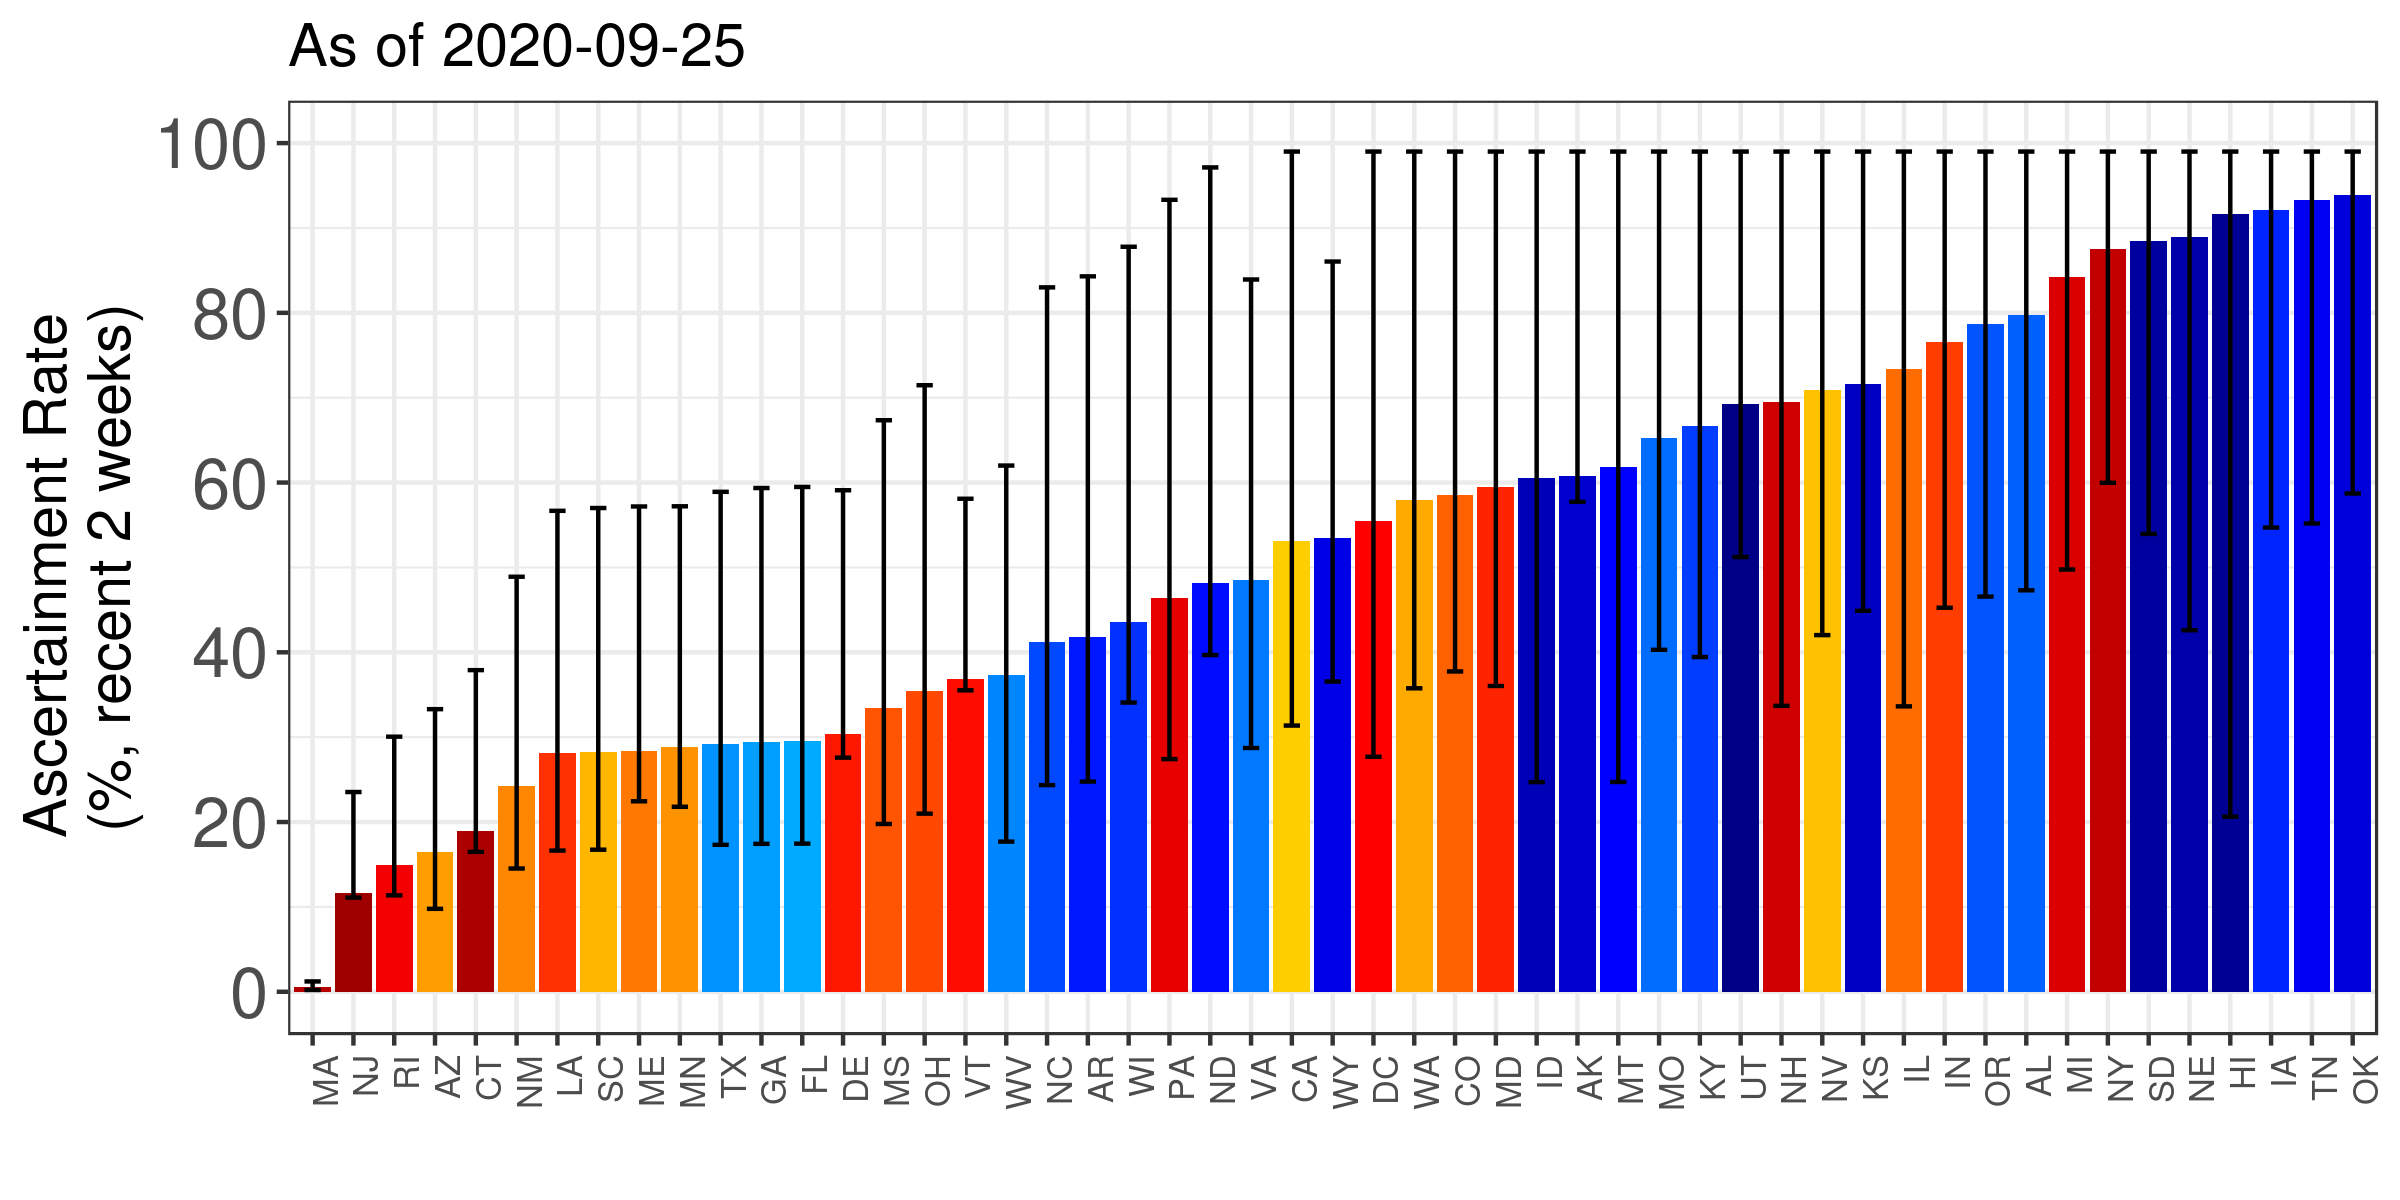 As of 2020-09-25
Ascertainment Rate
(%, recent 2 weeks)
100
80
60
40
20
0
MA NJ RI AZ CT NM LA SC ME MN TX GA FL DE MS OH VT WV NC AR WI PA ND VA CA WY DC WA CO MD ID AK MT MO KY UT NH NV KS IL IN OR AL MI NY SD NE HI IA TN OK